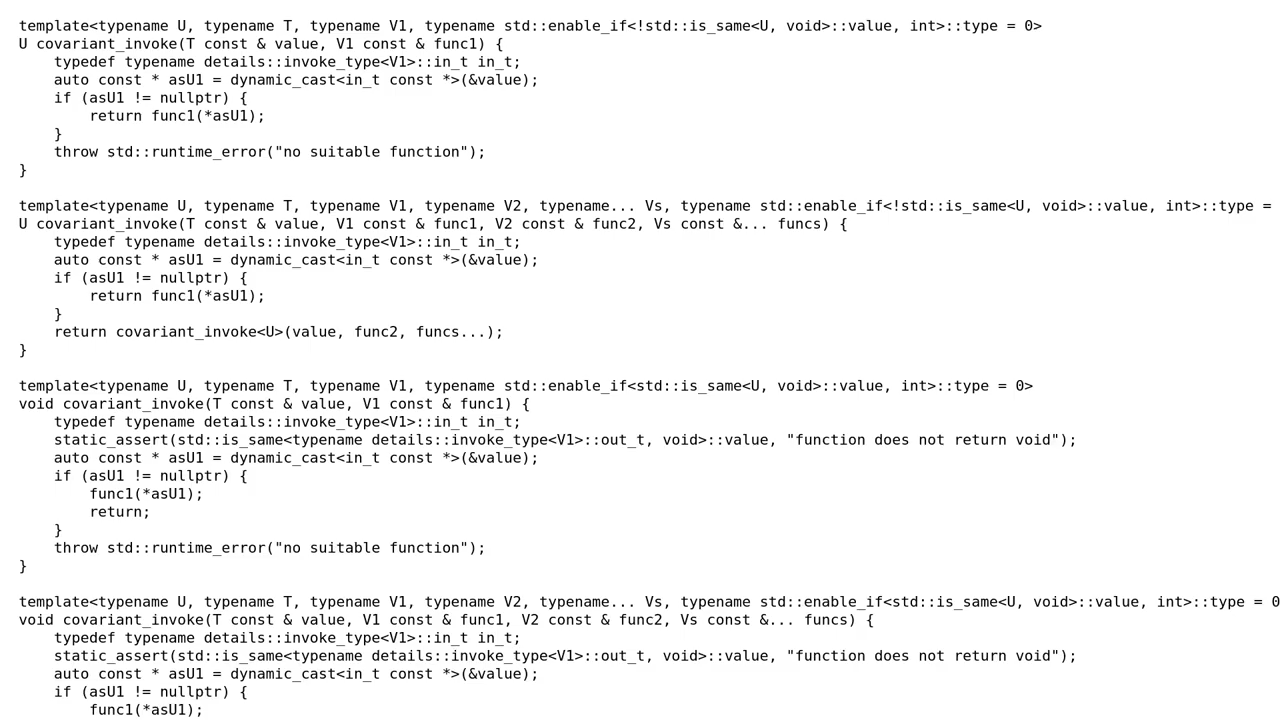 template<typename U, typename T, typename V1, typename std::enable_if<!std::is_same<U, void>::value, int>::type = 0>
U covariant_invoke(T const & value, V1 const & func1) {
    typedef typename details::invoke_type<V1>::in_t in_t;
    auto const * asU1 = dynamic_cast<in_t const *>(&value);
    if (asU1 != nullptr) {
        return func1(*asU1);
    }
    throw std::runtime_error("no suitable function");
}

template<typename U, typename T, typename V1, typename V2, typename... Vs, typename std::enable_if<!std::is_same<U, void>::value, int>::type =
U covariant_invoke(T const & value, V1 const & func1, V2 const & func2, Vs const &... funcs) {
    typedef typename details::invoke_type<V1>::in_t in_t;
    auto const * asU1 = dynamic_cast<in_t const *>(&value);
    if (asU1 != nullptr) {
        return func1(*asU1);
    }
    return covariant_invoke<U>(value, func2, funcs...);
}

template<typename U, typename T, typename V1, typename std::enable_if<std::is_same<U, void>::value, int>::type = 0>
void covariant_invoke(T const & value, V1 const & func1) {
    typedef typename details::invoke_type<V1>::in_t in_t;
    static_assert(std::is_same<typename details::invoke_type<V1>::out_t, void>::value, "function does not return void");
    auto const * asU1 = dynamic_cast<in_t const *>(&value);
    if (asU1 != nullptr) {
        func1(*asU1);
        return;
    }
    throw std::runtime_error("no suitable function");
}

template<typename U, typename T, typename V1, typename V2, typename... Vs, typename std::enable_if<std::is_same<U, void>::value, int>::type = 0
void covariant_invoke(T const & value, V1 const & func1, V2 const & func2, Vs const &... funcs) {
    typedef typename details::invoke_type<V1>::in_t in_t;
    static_assert(std::is_same<typename details::invoke_type<V1>::out_t, void>::value, "function does not return void");
    auto const * asU1 = dynamic_cast<in_t const *>(&value);
    if (asU1 != nullptr) {
        func1(*asU1);